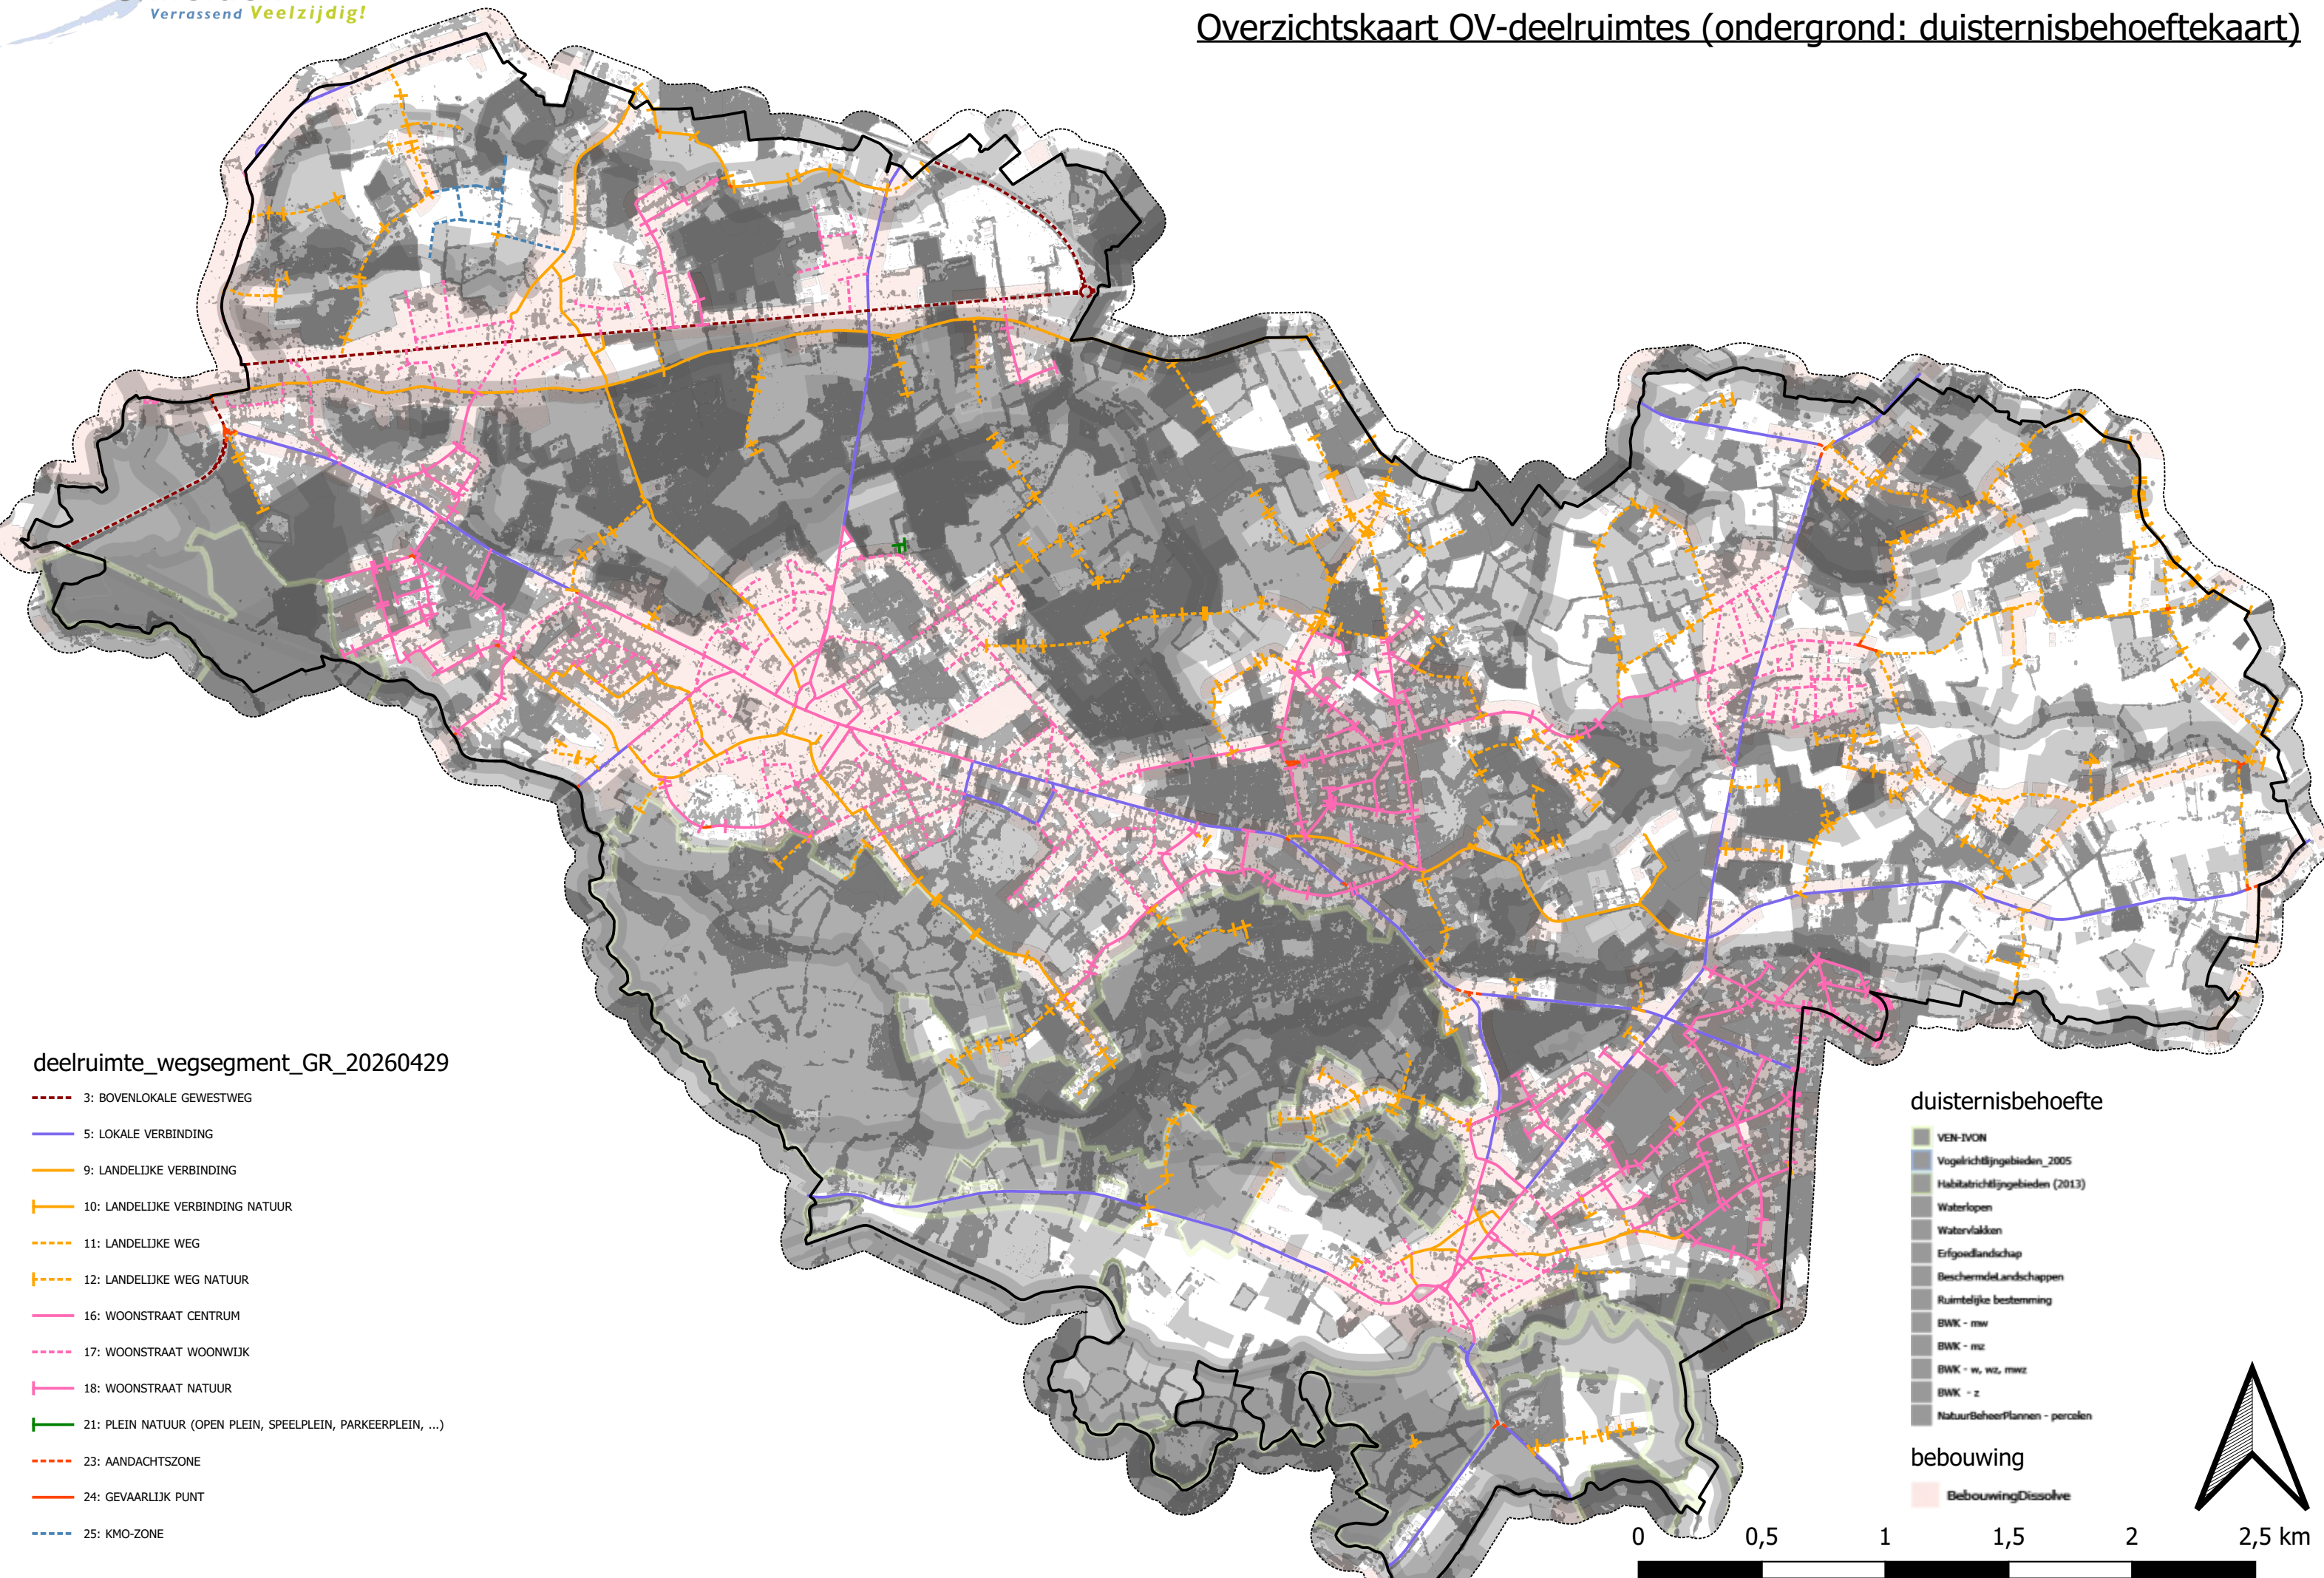 Verrassend Veelzijdig!
Overzichtskaart OV-deelruimtes (ondergrond: duisternisbehoeftekaart)
deelruimte_wegsegment_GR_20260429
3: BOVENLOKALE GEWESTWEG
5: LOKALE VERBINDING
9: LANDELIJKE VERBINDING
10: LANDELIJKE VERBINDING NATUUR
11: LANDELIJKE WEG
12: LANDELIJKE WEG NATUUR
16: WOONSTRAAT CENTRUM
17: WOONSTRAAT WOONWIJK
18: WOONSTRAAT NATUUR
21: PLEIN NATUUR (OPEN PLEIN, SPEELPLEIN, PARKEERPLEIN, ...)
23: AANDACHTSZONE
24: GEVAARLIJK PUNT
25: KMO-ZONE
duisternisbehoefte
VEN-IVON
Vogelrichtlijngebieden_2005
Habitatrichtlijngebieden (2013)
Waterlopen
Watervlakken
Erfgoedlandschap
BeschermdeLandschappen
Ruimtelijke bestemming
BWK - mw
BWK - mz
BWK - w, wz, mwz
BWK - z
NatuurBeheerPlannen - percelen
bebouwing
BebouwingDissolve
0 0,5 1 1,5 2 2,5 km